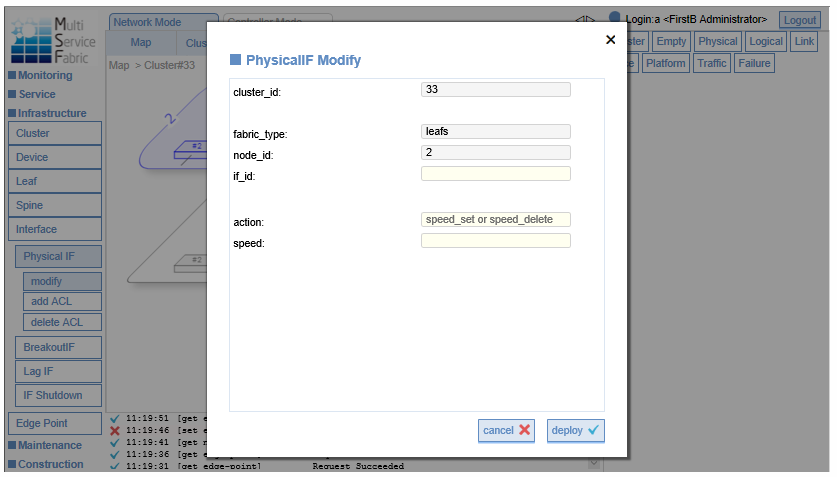 Multi
Service
Fabric
Network Mode
Controller Mode
Login:a <FirstB Administrator>
Logout
Map
Clus
ster
Empty
Physical
Logical
Link
Map > Cluster#33
Platform
Traffic
Failure
Monitoring
Service
Infrastructure
Cluster
Device
Leaf
Spine
Interface
Physical IF
modify
add ACL
delete ACL
BreakoutIF
Lag IF
IF Shutdown
Edge Point
Maintenance
Construction
2
#2
#2
PhysicalIF Modify
cluster_id: 33
fabric_type: leafs
node_id: 2
if_id:
action: speed_set or speed_delete
speed:
cancel
deploy
11:19:51 [get e
11:19:46 [set e
11:19:41 [get n
11:19:36 [get
11:19:31 [get edge-point] Request Succeeded